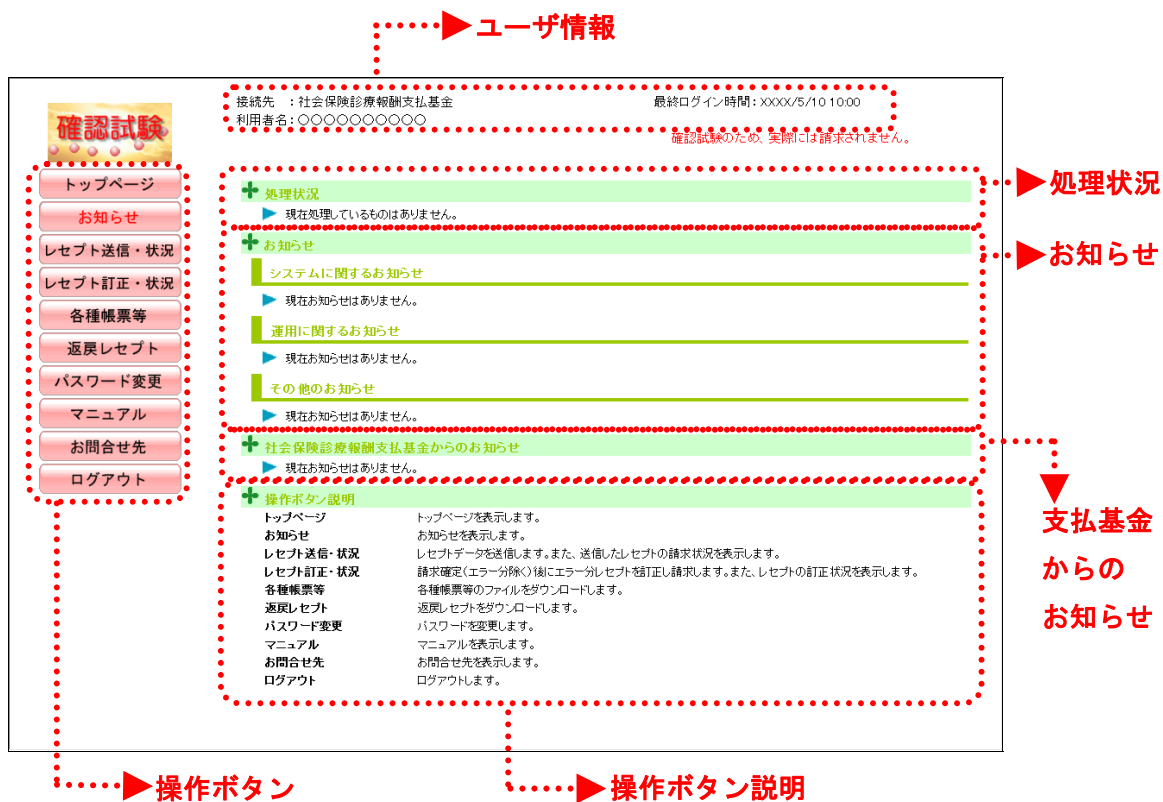 ユーザ情報
接続先 :社会保険診療報酬支払基金 最終ログイン時間:XXXX/5/10 10:00
利用者名:○○○○○○○○○○
確認試験のため、実際には請求されません。
確認試験
トップページ
お知らせ
レセプト送信・状況
レセプト訂正・状況
各種帳票等
返戻レセプト
パスワード変更
マニュアル
お問合せ先
ログアウト
処理状況
現在処理しているものはありません。
お知らせ
システムに関するお知らせ
現在お知らせはありません。
運用に関するお知らせ
現在お知らせはありません。
その他のお知らせ
現在お知らせはありません。
社会保険診療報酬支払基金からのお知らせ
現在お知らせはありません。
操作ボタン説明
トップページ トップページを表示します。
お知らせ お知らせを表示します。
レセプト送信・状況 レセプトデータを送信します。また、送信したレセプトの請求状況を表示します。
レセプト訂正・状況 請求確定(エラー分除く)後にエラー分レセプトを訂正し請求します。また、レセプトの訂正状況を表示します。
各種帳票等 各種帳票等のファイルをダウンロードします。
返戻レセプト 返戻レセプトをダウンロードします。
パスワード変更 パスワードを変更します。
マニュアル マニュアルを表示します。
お問合せ先 お問合せ先を表示します。
ログアウト ログアウトします。
処理状況
お知らせ
支払基金
からの
お知らせ
操作ボタン
操作ボタン説明